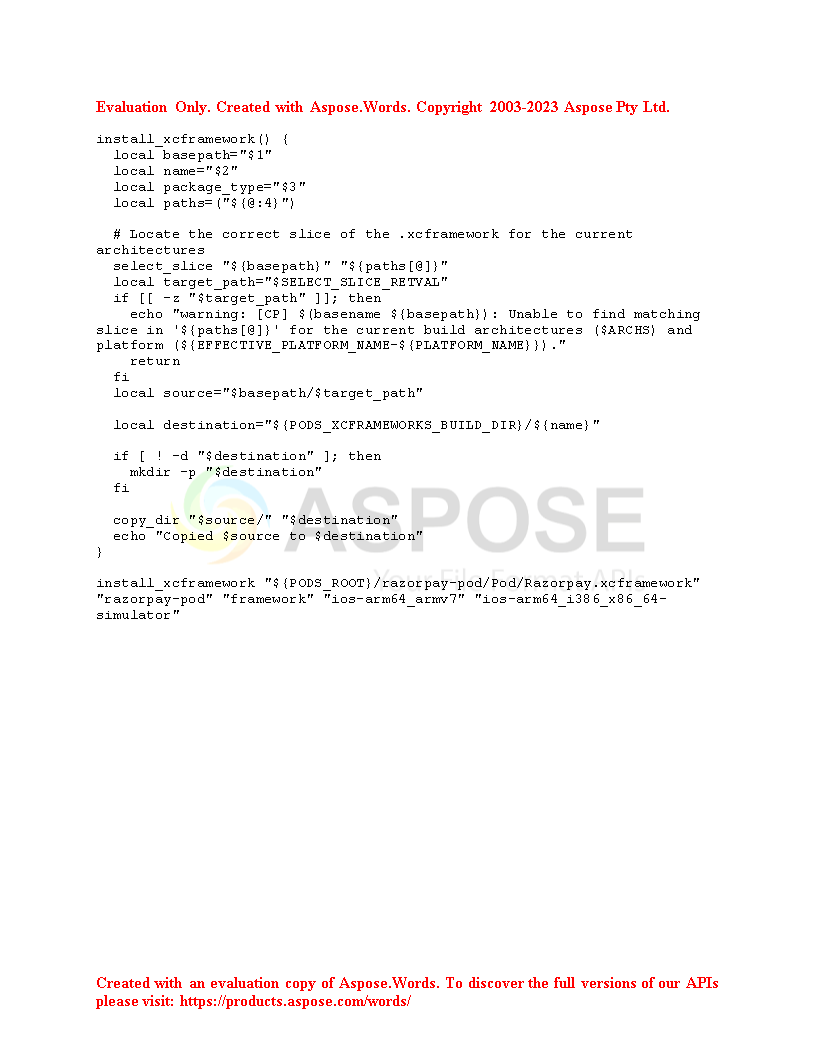 Evaluation Only. Created with Aspose.Words. Copyright 2003-2023 Aspose Pty Ltd.
install_xcframework() {
  local basepath="$1"
  local name="$2"
  local package_type="$3"
  local paths=("${@:4}")

  # Locate the correct slice of the .xcframework for the current
architectures
  select_slice "${basepath}" "${paths[@]}"
  local target_path="$SELECT_SLICE_RETVAL"
  if [[ -z "$target_path" ]]; then
    echo "warning: [CP] $(basename ${basepath}): Unable to find matching
slice in '${paths[@]}' for the current build architectures ($ARCHS) and
platform (${EFFECTIVE_PLATFORM_NAME-${PLATFORM_NAME}})."
    return
  fi
  local source="$basepath/$target_path"

  local destination="${PODS_XCFRAMEWORKS_BUILD_DIR}/${name}"

  if [ ! -d "$destination" ]; then
    mkdir -p "$destination"
  fi

  copy_dir "$source/" "$destination"
  echo "Copied $source to $destination"
}
ASPOSE
Your File Format APIs

install_xcframework "${PODS_ROOT}/razorpay-pod/Pod/Razorpay.xcframework"
"razorpay-pod" "framework" "ios-arm64_armv7" "ios-arm64_i386_x86_64-
simulator"
Created with an evaluation copy of Aspose.Words. To discover the full versions of our APIs
please visit: https://products.aspose.com/words/